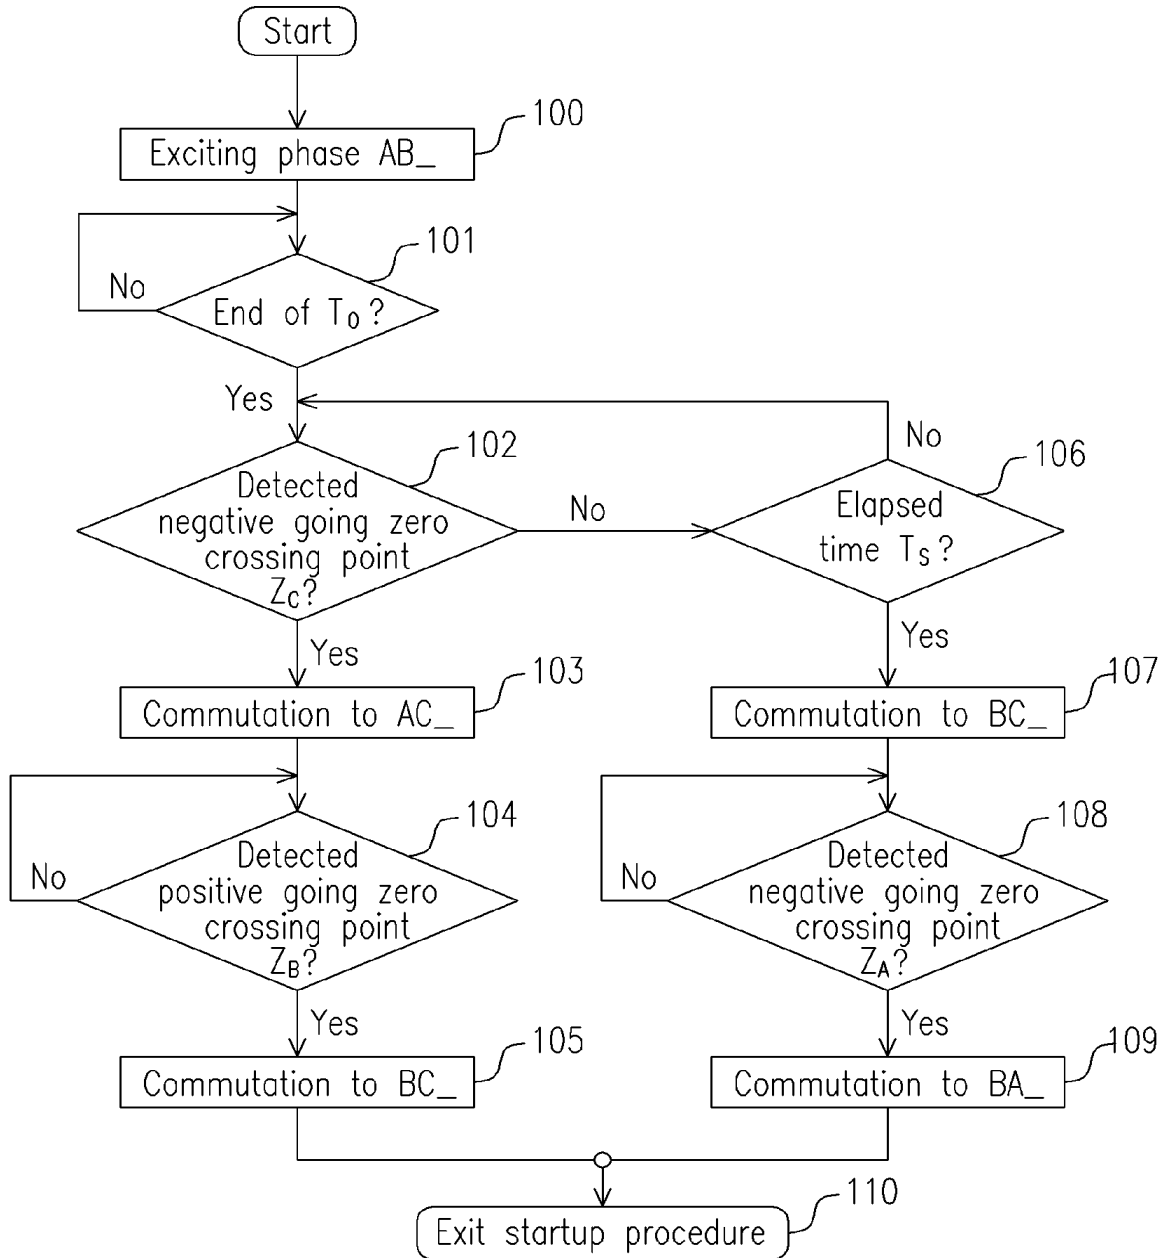 Start
100
Exciting phase AB_
101
No
End of T0?
Yes
102
Detected
negative going zero
crossing point
ZC?
No
No
106
Elapsed
time TS?
Yes
103
Commutation to AC_
Yes
107
Commutation to BC_
104
No
Detected
positive going zero
crossing point
ZB?
108
No
Detected
negative going zero
crossing point
ZA?
Yes
105
Commutation to BC_
Yes
109
Commutation to BA_
110
Exit startup procedure